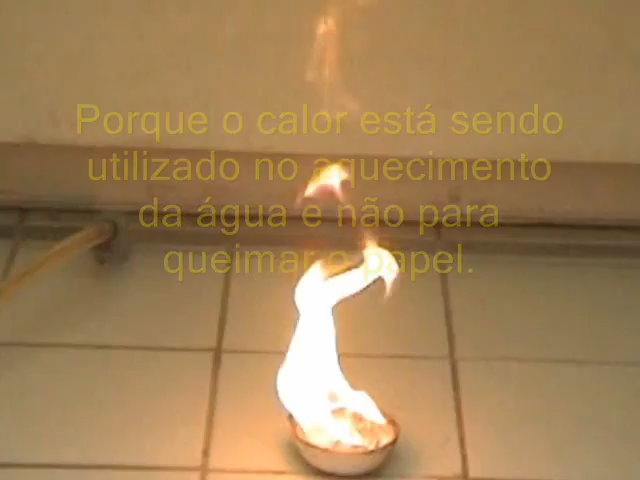 Porque o calor está sendo
utilizado no aquecimento
da água e não para
queimar o papel.